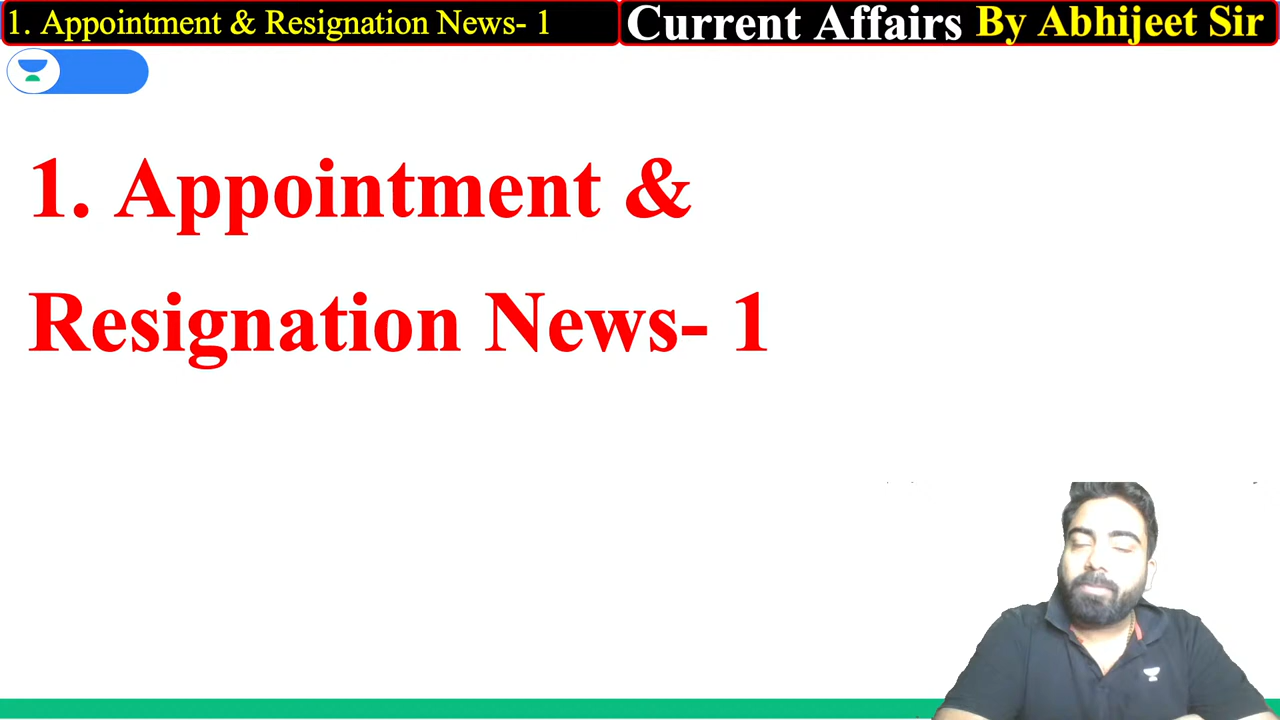 1. Appointment & Resignation News- 1
Current Affairs By Abhijeet Sir
1. Appointment &
Resignation News- 1